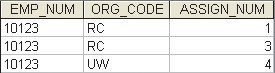 EMP_NUM ORG_CODE ASSIGN_NUM
10123 RC 1
10123 RC 3
10123 UW 4